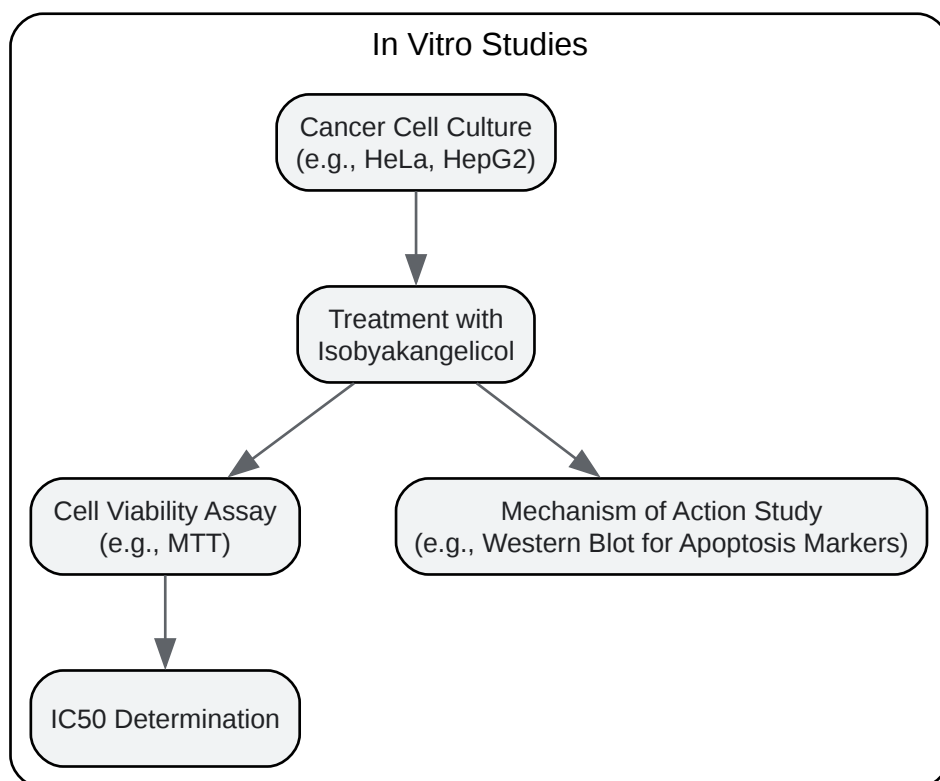 In Vitro Studies
Cancer Cell Culture
(e.g., HeLa, HepG2)
Treatment with
Isobyakangelicol
Cell Viability Assay
(e.g., MTT)
Mechanism of Action Study
(e.g., Western Blot for Apoptosis Markers)
IC50 Determination